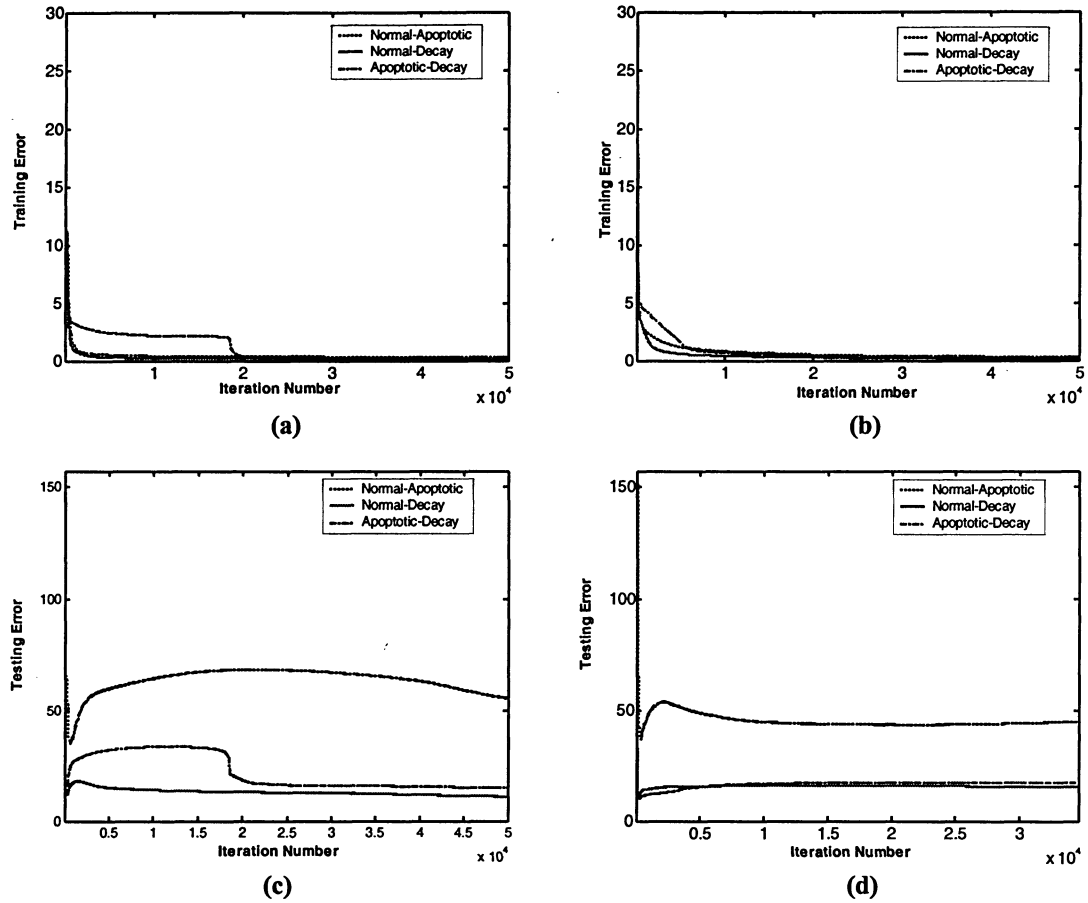 30
25
20
15
10
5
0
Training Error
Normal-Apoptotic
Normal-Decay
Apoptotic-Decay
1
2
3
4
5
Iteration Number
x 10^4
(a)
30
25
20
15
10
5
0
Training Error
Normal-Apoptotic
Normal-Decay
Apoptotic-Decay
1
2
3
4
5
Iteration Number
x 10^4
(b)
150
100
50
0
Testing Error
Normal-Apoptotic
Normal-Decay
Apoptotic-Decay
0.5
1
1.5
2
2.5
3
3.5
4
4.5
5
Iteration Number
x 10^4
(c)
150
100
50
0
Testing Error
Normal-Apoptotic
Normal-Decay
Apoptotic-Decay
0.5
1
1.5
2
2.5
3
Iteration Number
x 10^4
(d)